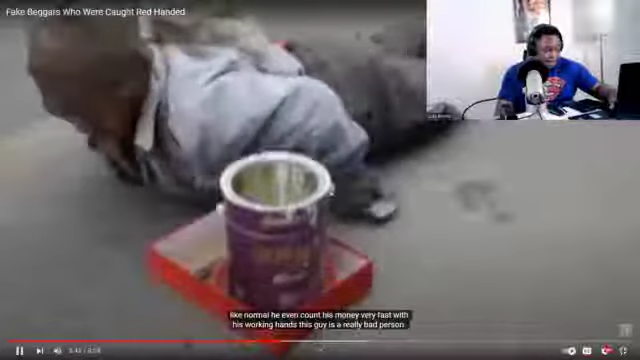 Fake Beggars Who Were Caught Red Handed
like normal he even count his money very fast with
his working hands this guy is a really bad person